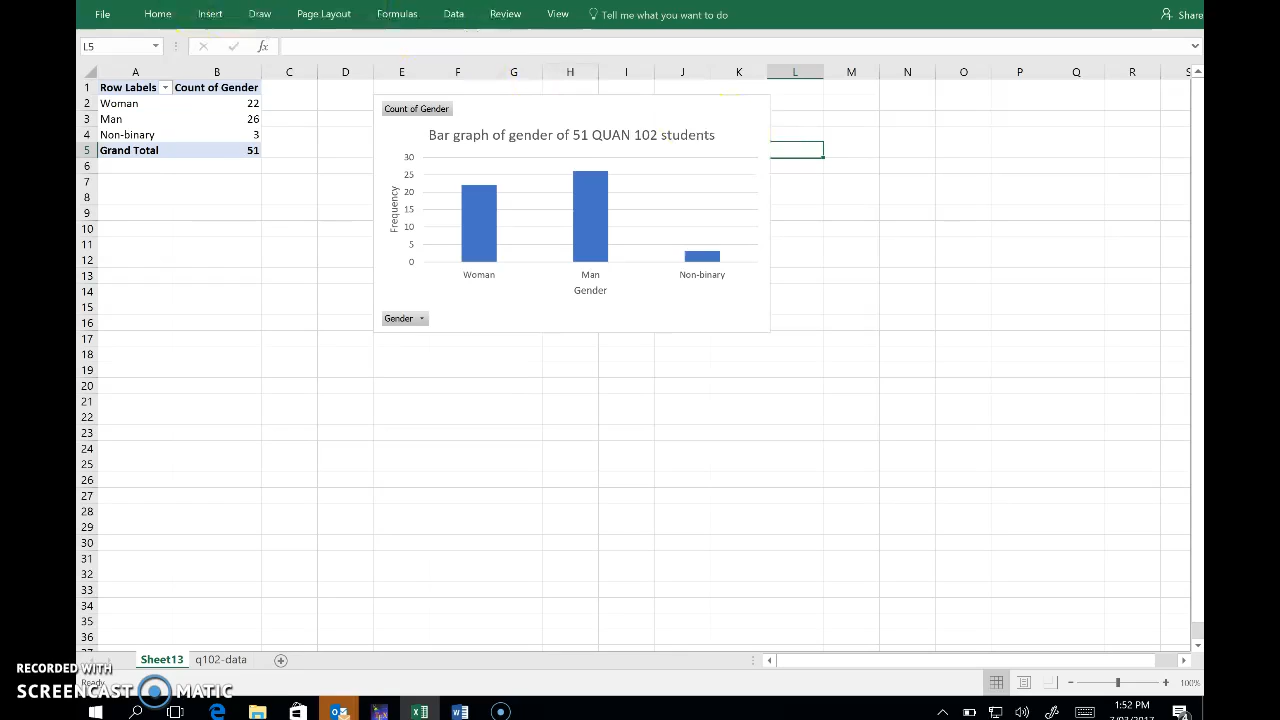 File Home Insert Draw Page Layout Formulas Data Review View Tell me what you want to do Share
L5 fx
A B C D E F G H I J K L M N O P Q R S
1 Row Labels Count of Gender
2 Woman 22
3 Man 26
4 Non-binary 3
5 Grand Total 51
6
7
8
9
10
11
12
13
14
15
16
17
18
19
20
21
22
23
24
25
26
27
28
29
30
31
32
33
34
35
36
Count of Gender
Bar graph of gender of 51 QUAN 102 students
30
25
20
15
10
5
0
Frequency
Woman Man Non-binary
Gender
Gender
Sheet13 q102-data
Ready 100%
RECORDED WITH
SCREENCAST MATIC
1:52 PM